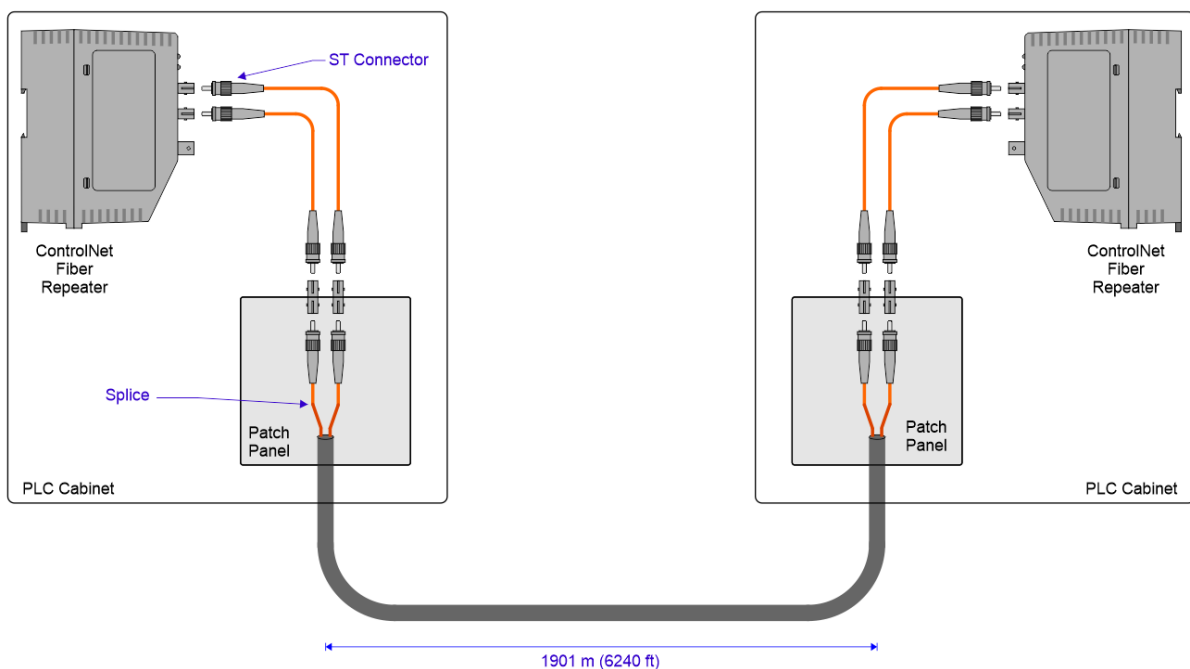 ST Connector
ControlNet
Fiber
Repeater
ControlNet
Fiber
Repeater
Splice
Patch
Panel
Patch
Panel
PLC Cabinet
PLC Cabinet
1901 m (6240 ft)